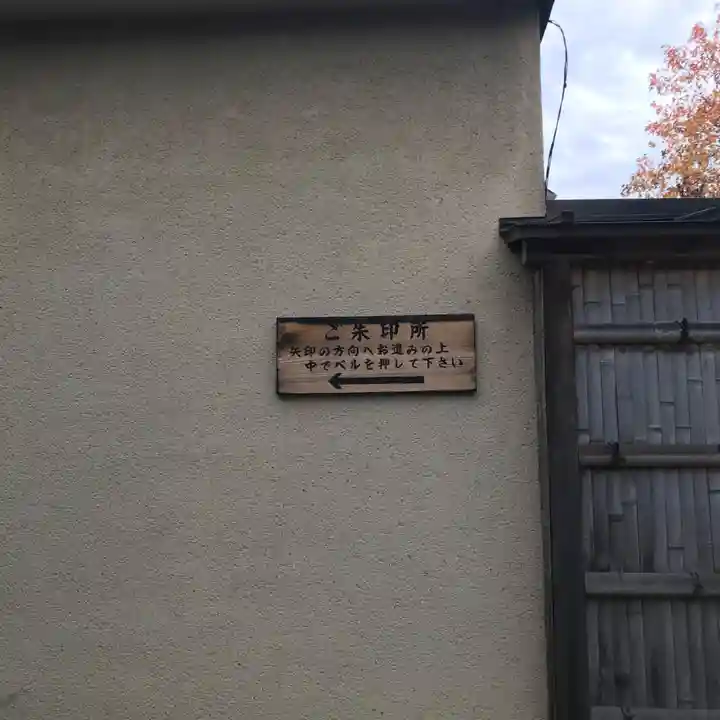 ご朱印所
矢印の方向へお進みの上
中でベルを押して下さい